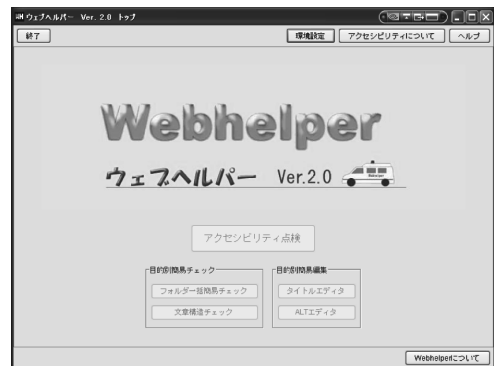 WH ウェブヘルパー Ver. 2.0 トップ
終了 環境設定 アクセシビリティについて ヘルプ
Webhelper
ウェブヘルパー Ver.2.0
アクセシビリティ点検
目的別簡易チェック 目的別簡易編集
フォルダ一括簡易チェック タイトルエディタ
文章構造チェック ALTエディタ
Webhelperについて